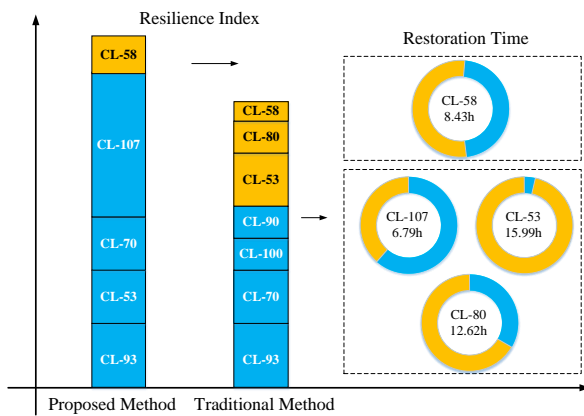 Resilience Index
Restoration Time
CL-58
CL-107
CL-70
CL-53
CL-93
CL-58
CL-80
CL-53
CL-90
CL-100
CL-70
CL-93
CL-58
8.43h
CL-107
6.79h
CL-53
15.99h
CL-80
12.62h
Proposed Method
Traditional Method